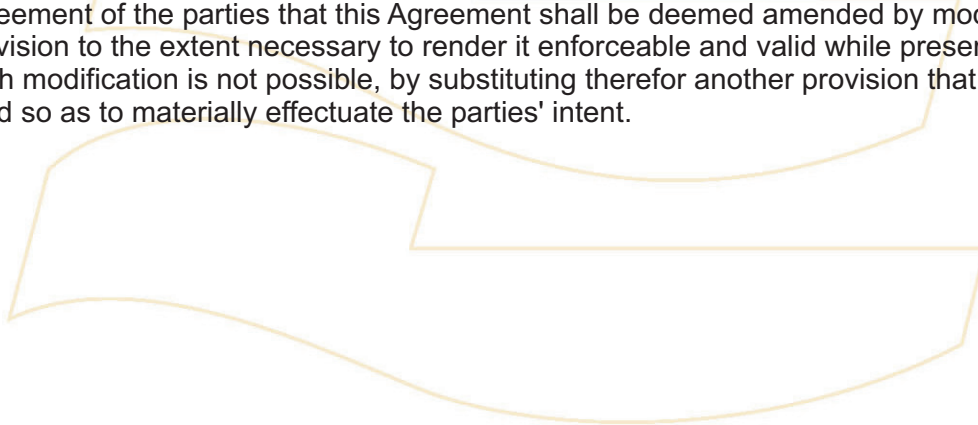 eement of the parties that this Agreement shall be deemed amended by mod
vision to the extent necessary to render it enforceable and valid while preser
h modification is not possible, by substituting therefor another provision that
d so as to materially effectuate the parties' intent.